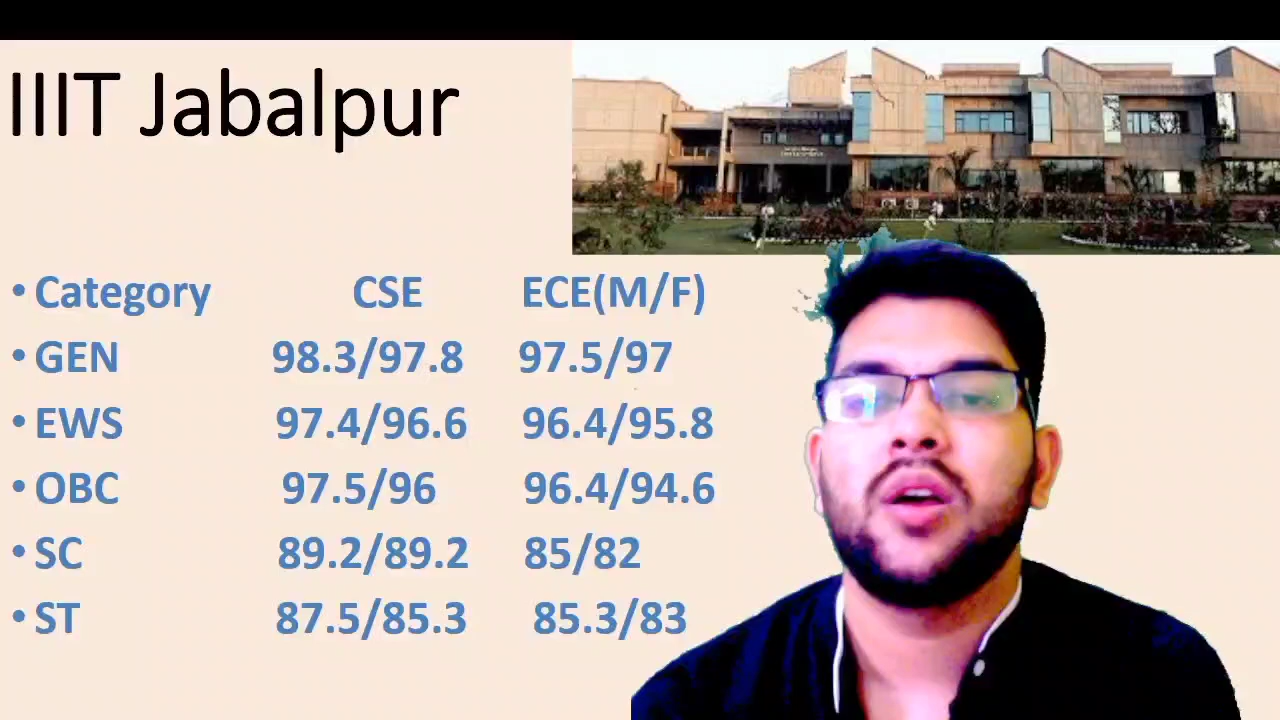 IIIT Jabalpur
• Category CSE ECE(M/F)
• GEN 98.3/97.8 97.5/97
• EWS 97.4/96.6 96.4/95.8
• OBC 97.5/96 96.4/94.6
• SC 89.2/89.2 85/82
• ST 87.5/85.3 85.3/83